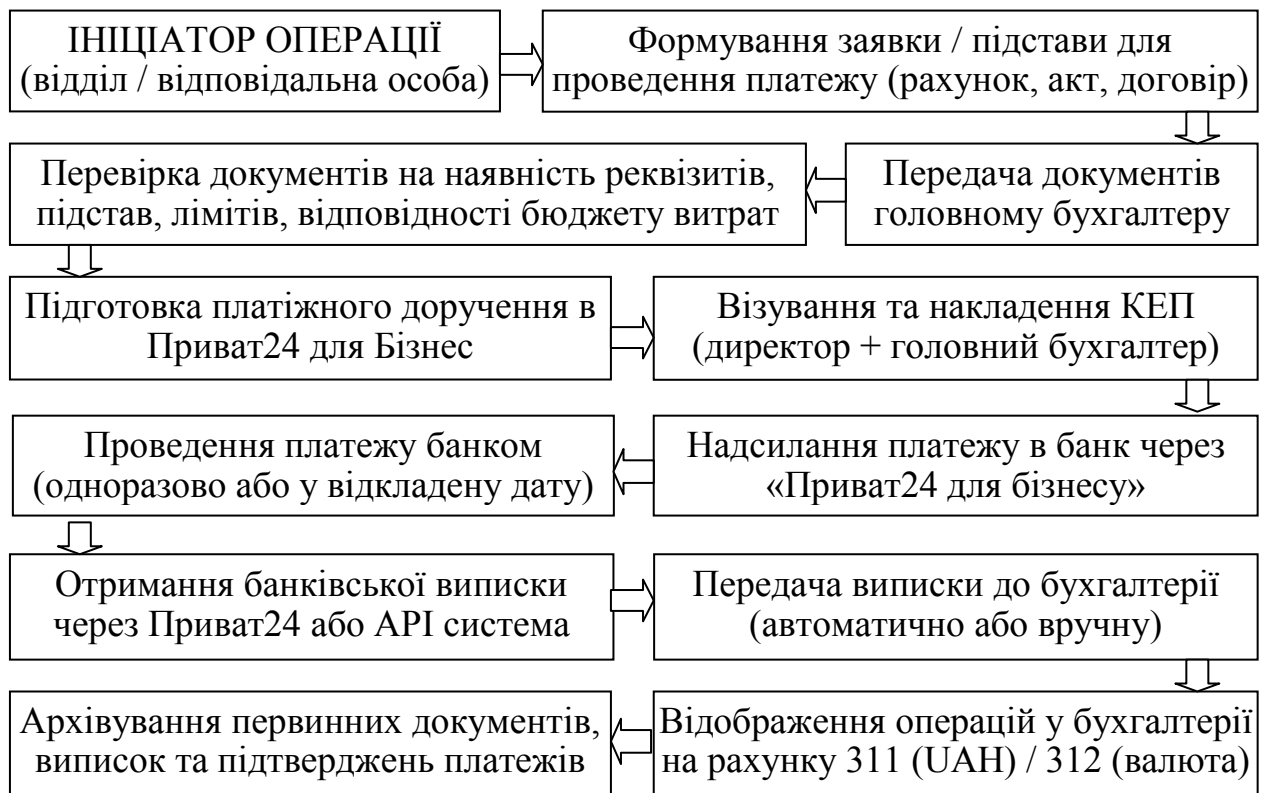 ІНІЦІАТОР ОПЕРАЦІЇ
(відділ / відповідальна особа)
Формування заявки / підстави для
проведення платежу (рахунок, акт, договір)
Передача документів
головному бухгалтеру
Перевірка документів на наявність реквізитів,
підстав, лімітів, відповідності бюджету витрат
Підготовка платіжного доручення в
Приват24 для Бізнес
Візування та накладення КЕП
(директор + головний бухгалтер)
Надсилання платежу в банк через
«Приват24 для бізнесу»
Проведення платежу банком
(одноразово або у відкладену дату)
Отримання банківської виписки
через Приват24 або API система
Передача виписки до бухгалтерії
(автоматично або вручну)
Відображення операцій у бухгалтерії
на рахунку 311 (UAH) / 312 (валюта)
Архівування первинних документів,
виписок та підтверджень платежів